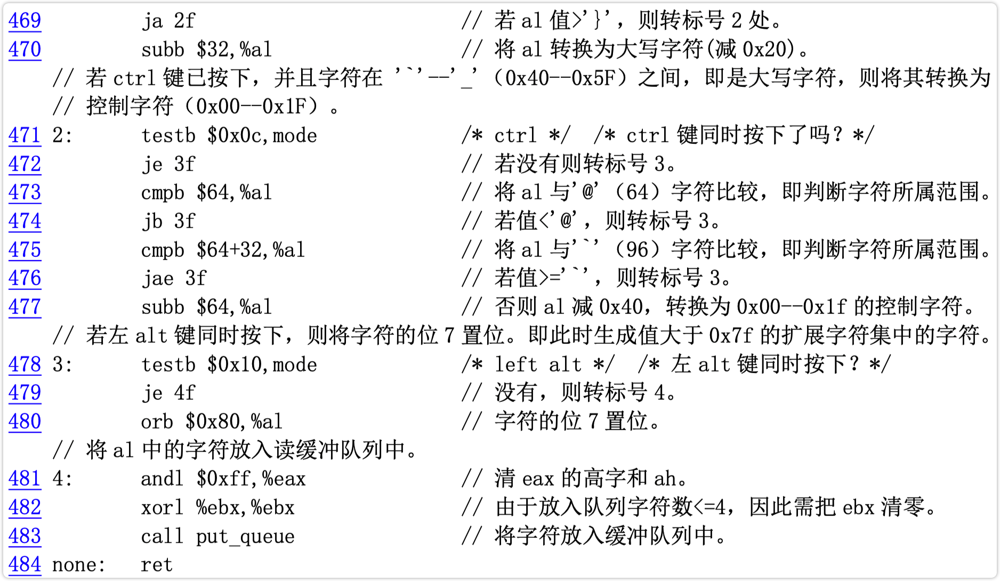 469 ja 2f // 若 al 值>'}'，则转标号 2 处。
470 subb $32,%al // 将 al 转换为大写字符(减 0x20)。
// 若 ctrl 键已按下，并且字符在 '`'--'_'（0x40--0x5F）之间，即是大写字符，则将其转换为
// 控制字符（0x00--0x1F）。
471 2: testb $0x0c,mode /* ctrl */ /* ctrl 键同时按下了吗？*/
472 je 3f // 若没有则转标号 3。
473 cmpb $64,%al // 将 al 与'@'（64）字符比较，即判断字符所属范围。
474 jb 3f // 若值<'@'，则转标号 3。
475 cmpb $64+32,%al // 将 al 与'`'（96）字符比较，即判断字符所属范围。
476 jae 3f // 若值>='`'，则转标号 3。
477 subb $64,%al // 否则 al 减 0x40，转换为 0x00--0x1f 的控制字符。
// 若左 alt 键同时按下，则将字符的位 7 置位。即此时生成值大于 0x7f 的扩展字符集中的字符。
478 3: testb $0x10,mode /* left alt */ /* 左 alt 键同时按下？*/
479 je 4f // 没有，则转标号 4。
480 orb $0x80,%al // 字符的位 7 置位。
// 将 al 中的字符放入读缓冲队列中。
481 4: andl $0xff,%eax // 清 eax 的高字和 ah。
482 xorl %ebx,%ebx // 由于放入队列字符数<=4，因此需把 ebx 清零。
483 call put_queue // 将字符放入缓冲队列中。
484 none: ret